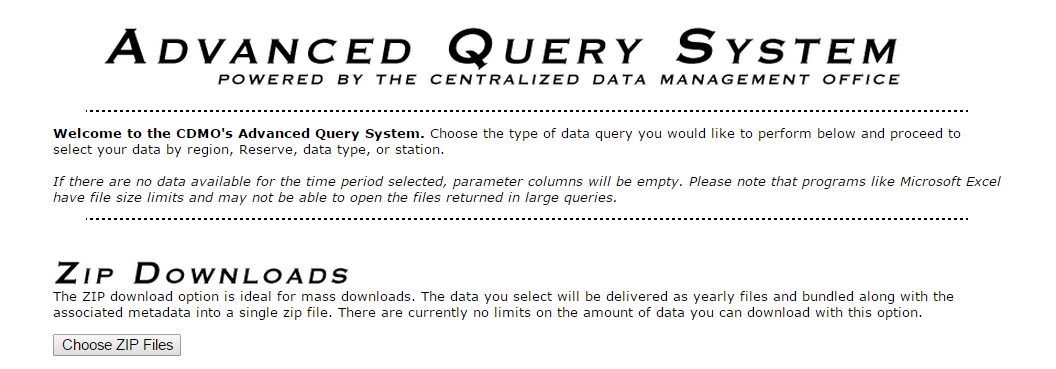 ADVANCED QUERY SYSTEM
POWERED BY THE CENTRALIZED DATA MANAGEMENT OFFICE
Welcome to the CDMO's Advanced Query System. Choose the type of data query you would like to perform below and proceed to
select your data by region, Reserve, data type, or station.
If there are no data available for the time period selected, parameter columns will be empty. Please note that programs like Microsoft Excel
have file size limits and may not be able to open the files returned in large queries.
ZIP DOWNLOADS
The ZIP download option is ideal for mass downloads. The data you select will be delivered as yearly files and bundled along with the
associated metadata into a single zip file. There are currently no limits on the amount of data you can download with this option.
Choose ZIP Files